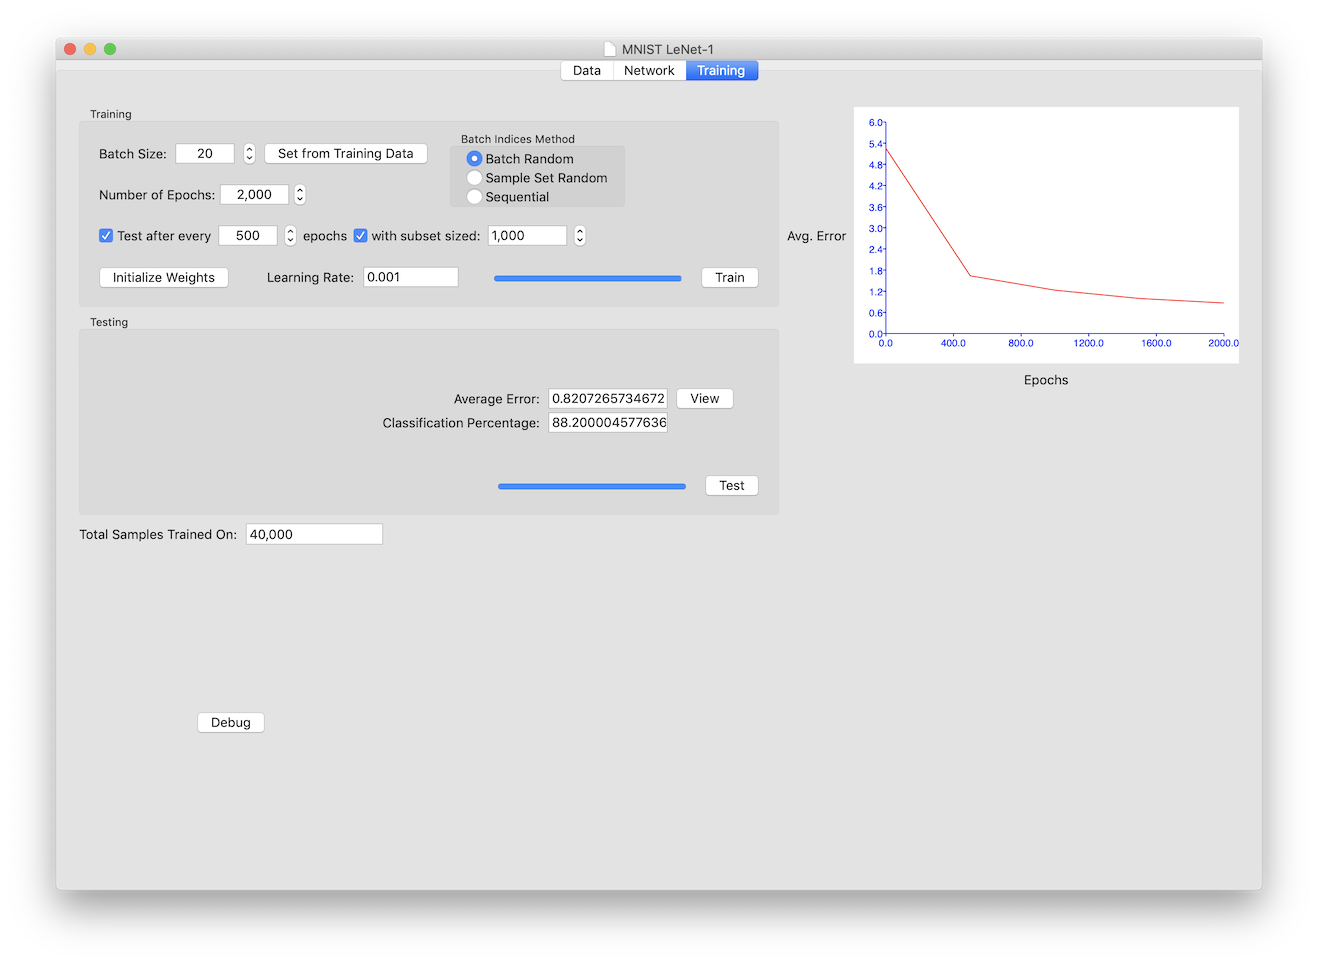 MNIST LeNet-1
Data Network Training
Training
Batch Size: 20 Set from Training Data
Batch Indices Method
Batch Random
Sample Set Random
Sequential
Number of Epochs: 2,000
Test after every 500 epochs with subset sized: 1,000
Initialize Weights Learning Rate: 0.001 Train
Testing
Average Error: 0.8207265734672 View
Classification Percentage: 88.200004577636
Test
Total Samples Trained On: 40,000
Debug
Avg. Error
6.0
5.4
4.8
4.2
3.6
3.0
2.4
1.8
1.2
0.6
0.0
0.0 400.0 800.0 1200.0 1600.0 2000.0
Epochs